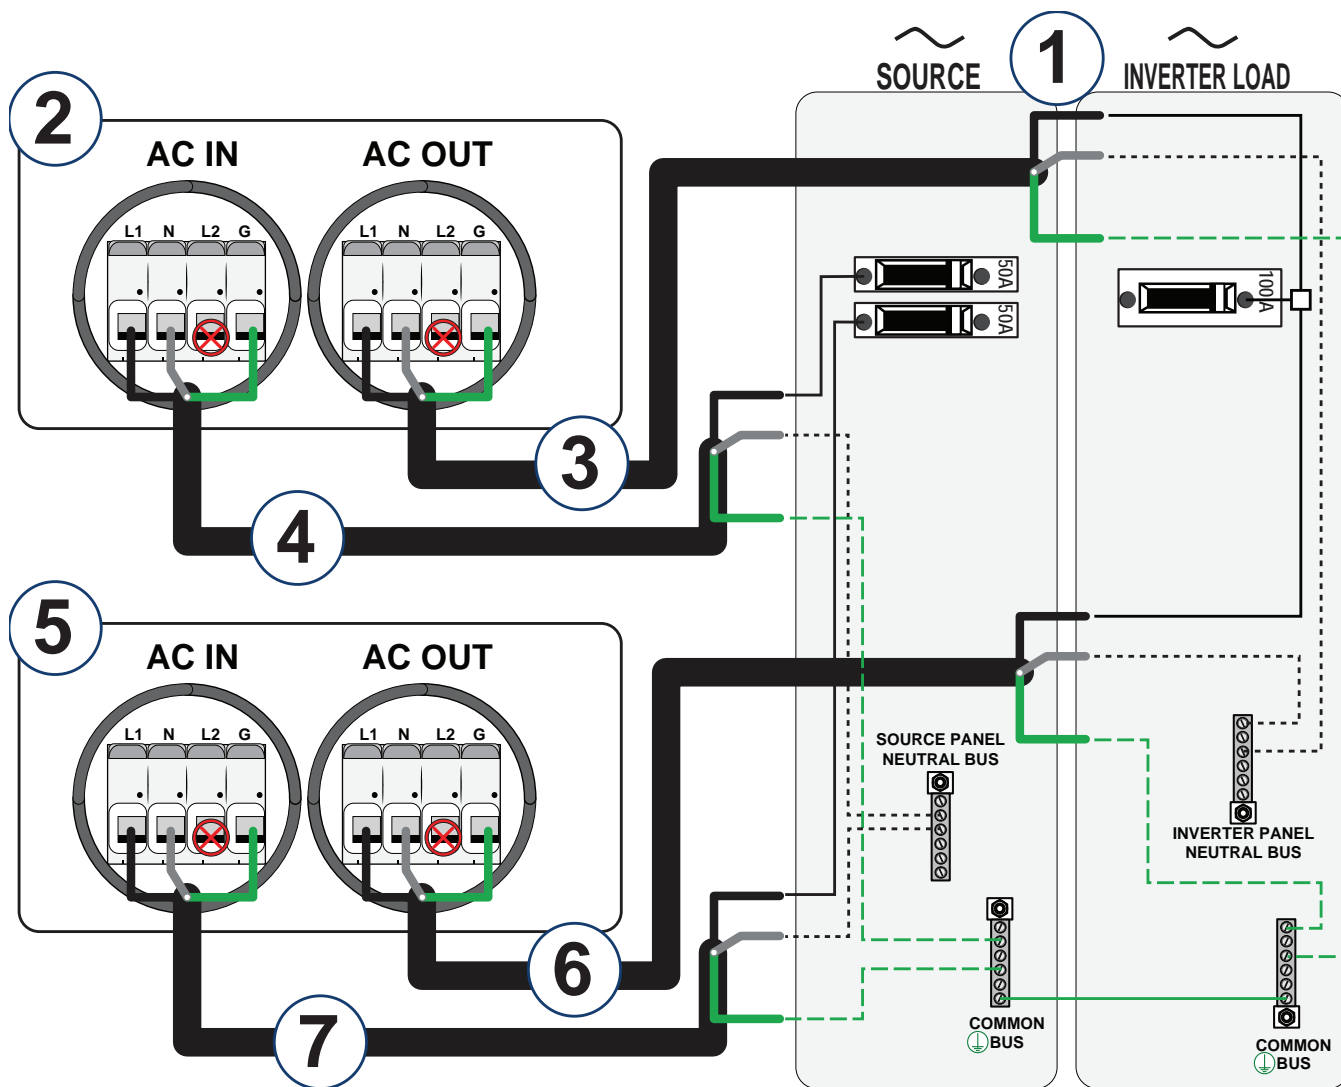 1
SOURCE
INVERTER LOAD
2
AC IN
AC OUT
L1 N L2 G
L1 N L2 G
50A
50A
100A
3
4
5
AC IN
AC OUT
L1 N L2 G
L1 N L2 G
SOURCE PANEL
NEUTRAL BUS
INVERTER PANEL
NEUTRAL BUS
6
7
COMMON
BUS
COMMON
BUS